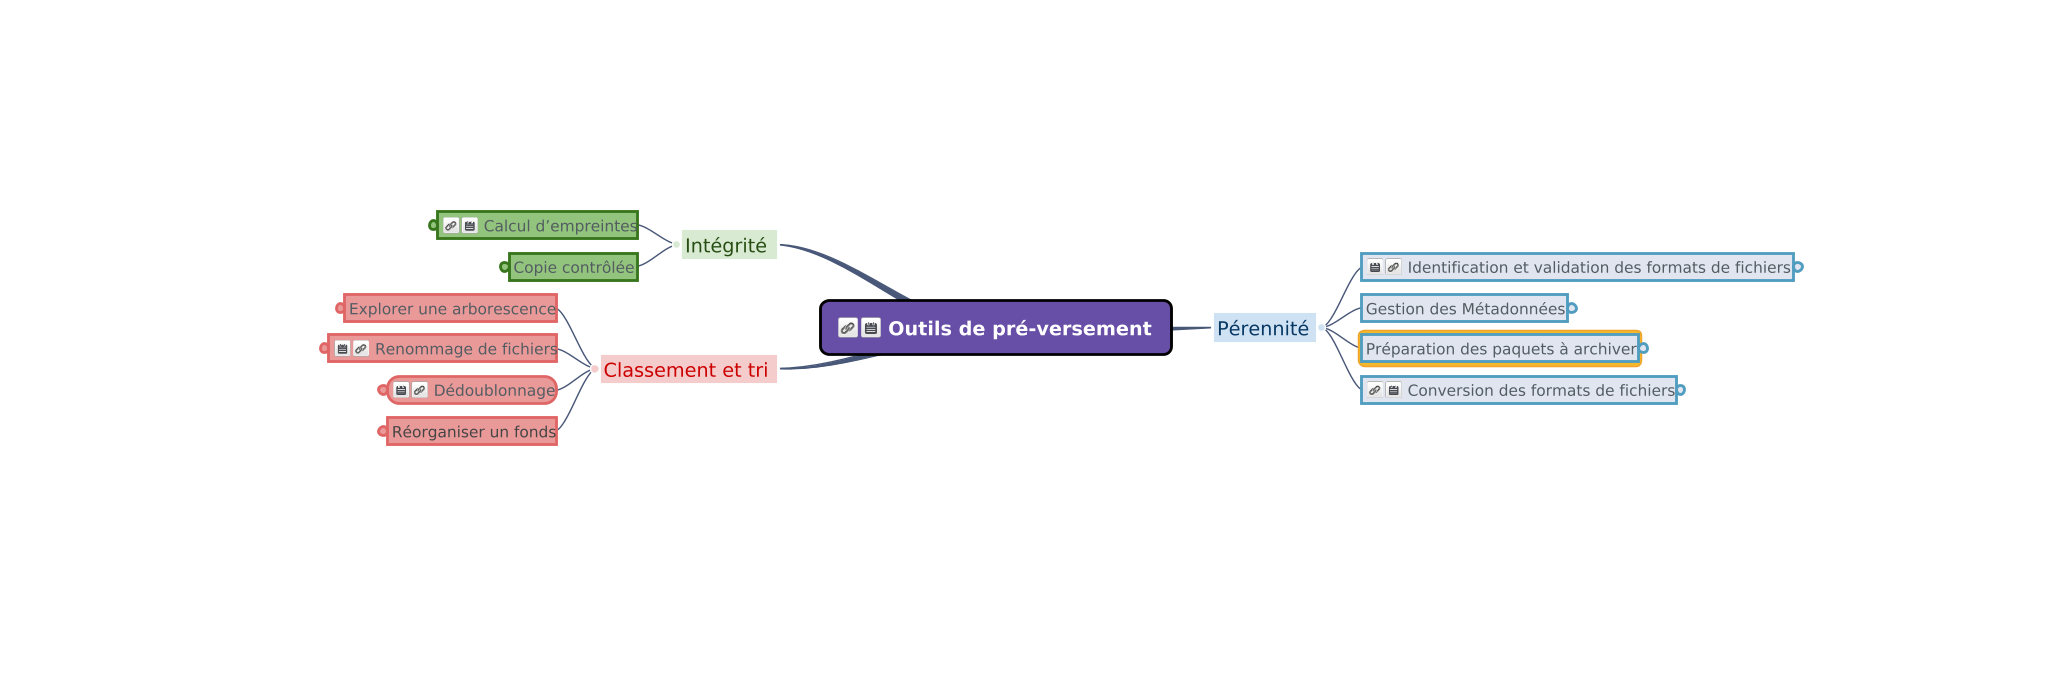 Outils de pré-versement
Intégrité
Calcul d’empreintes
Copie contrôlée
Classement et tri
Explorer une arborescence
Renommage de fichiers
Dédoublonnage
Réorganiser un fonds
Pérennité
Identification et validation des formats de fichiers
Gestion des Métadonnées
Préparation des paquets à archiver
Conversion des formats de fichiers